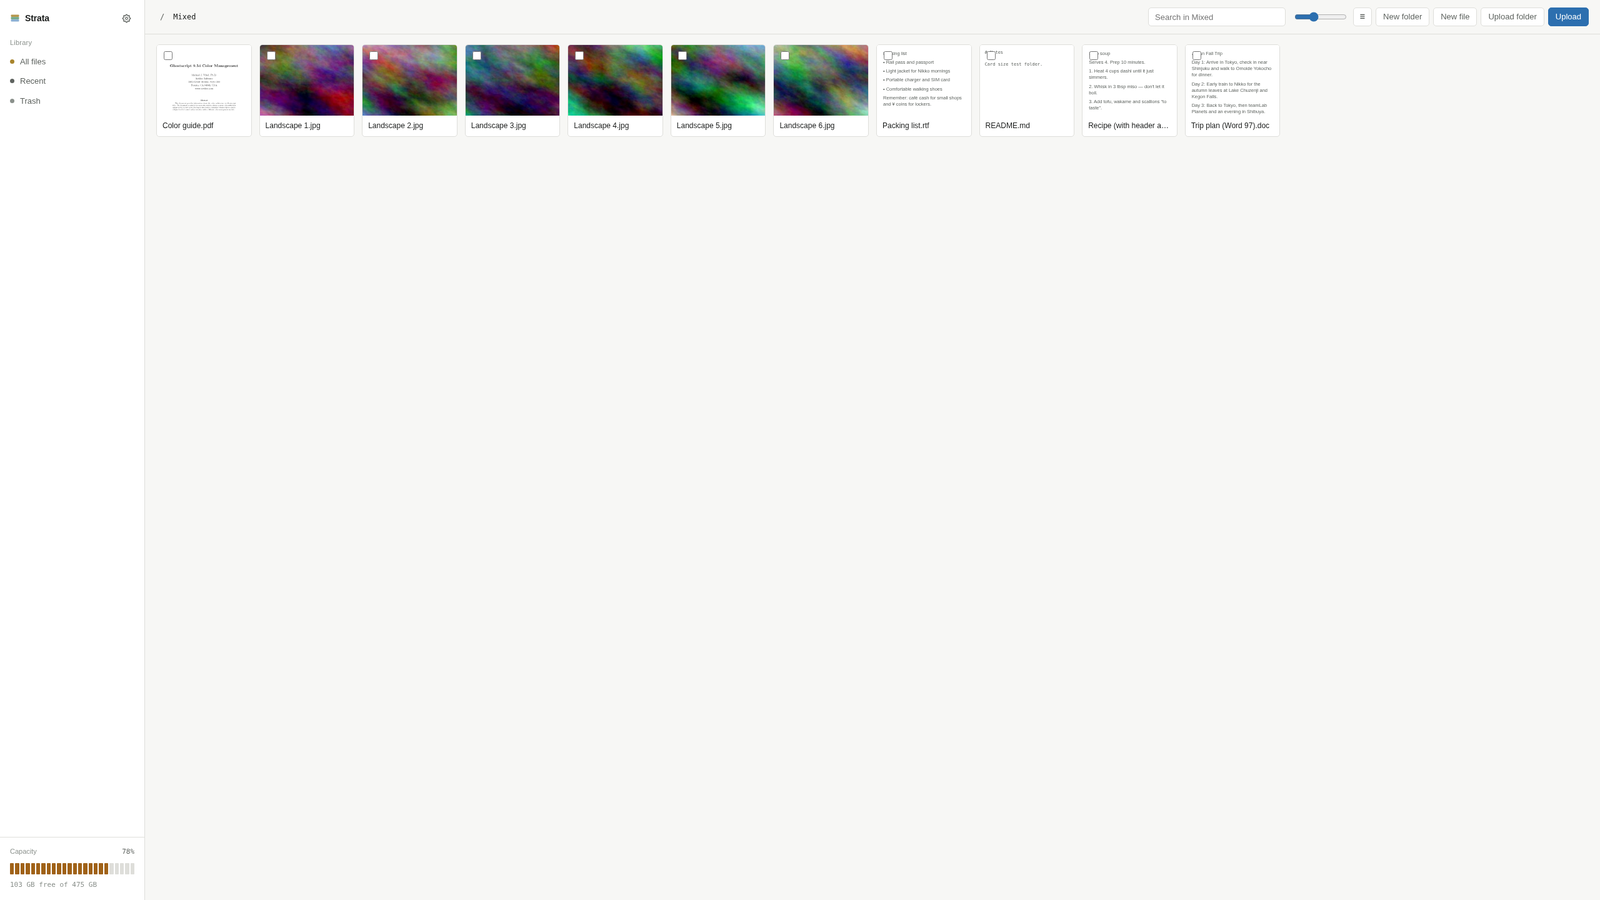 Strata
Library
All files
Recent
Trash
Capacity
78%
103 GB free of 475 GB
/ Mixed
Search in Mixed
New folder
New file
Upload folder
Upload
Ghostscript 9.54 Color Management
Color guide.pdf
Landscape 1.jpg
Landscape 2.jpg
Landscape 3.jpg
Landscape 4.jpg
Landscape 5.jpg
Landscape 6.jpg
list
• Rail pass and passport
• Light jacket for Nikko mornings
• Portable charger and SIM card
• Comfortable walking shoes
Remember: café cash for small shops
and ¥ coins for lockers.
Packing list.rtf
Card size test folder.
README.md
soup
Serves 4. Prep 10 minutes.
1. Heat 4 cups dashi until it just
simmers.
2. Whisk in 3 tbsp miso — don't let it
boil.
3. Add tofu, wakame and scallions "to
taste".
Recipe (with header a…
Fall Trip
Day 1: Arrive in Tokyo, check in near
Shinjuku and walk to Omoide Yokocho
for dinner.
Day 2: Early train to Nikko for the
autumn leaves at Lake Chuzenji and
Kegon Falls.
Day 3: Back to Tokyo, then teamLab
Planets and an evening in Shibuya.
Trip plan (Word 97).doc